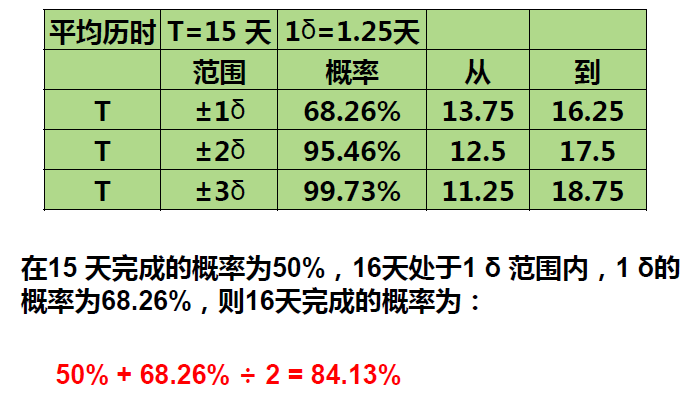 平均历时 T=15 天 1δ=1.25天
范围 概率 从 到
T ±1δ 68.26% 13.75 16.25
T ±2δ 95.46% 12.5 17.5
T ±3δ 99.73% 11.25 18.75
在15 天完成的概率为50%，16天处于1 δ 范围内，1 δ的
概率为68.26%，则16天完成的概率为：
50% + 68.26% ÷ 2 = 84.13%